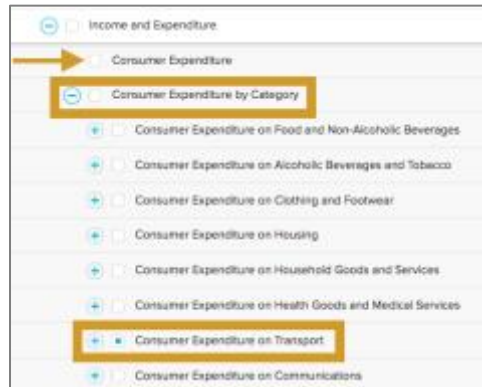 Income and Expenditure
Consumer Expenditure
Consumer Expenditure by Category
Consumer Expenditure on Food and Non-Alcoholic Beverages
Consumer Expenditure on Alcoholic Beverages and Tobacco
Consumer Expenditure on Clothing and Footwear
Consumer Expenditure on Housing
Consumer Expenditure on Household Goods and Services
Consumer Expenditure on Health Goods and Medical Services
Consumer Expenditure on Transport
Consumer Expenditure on Communications